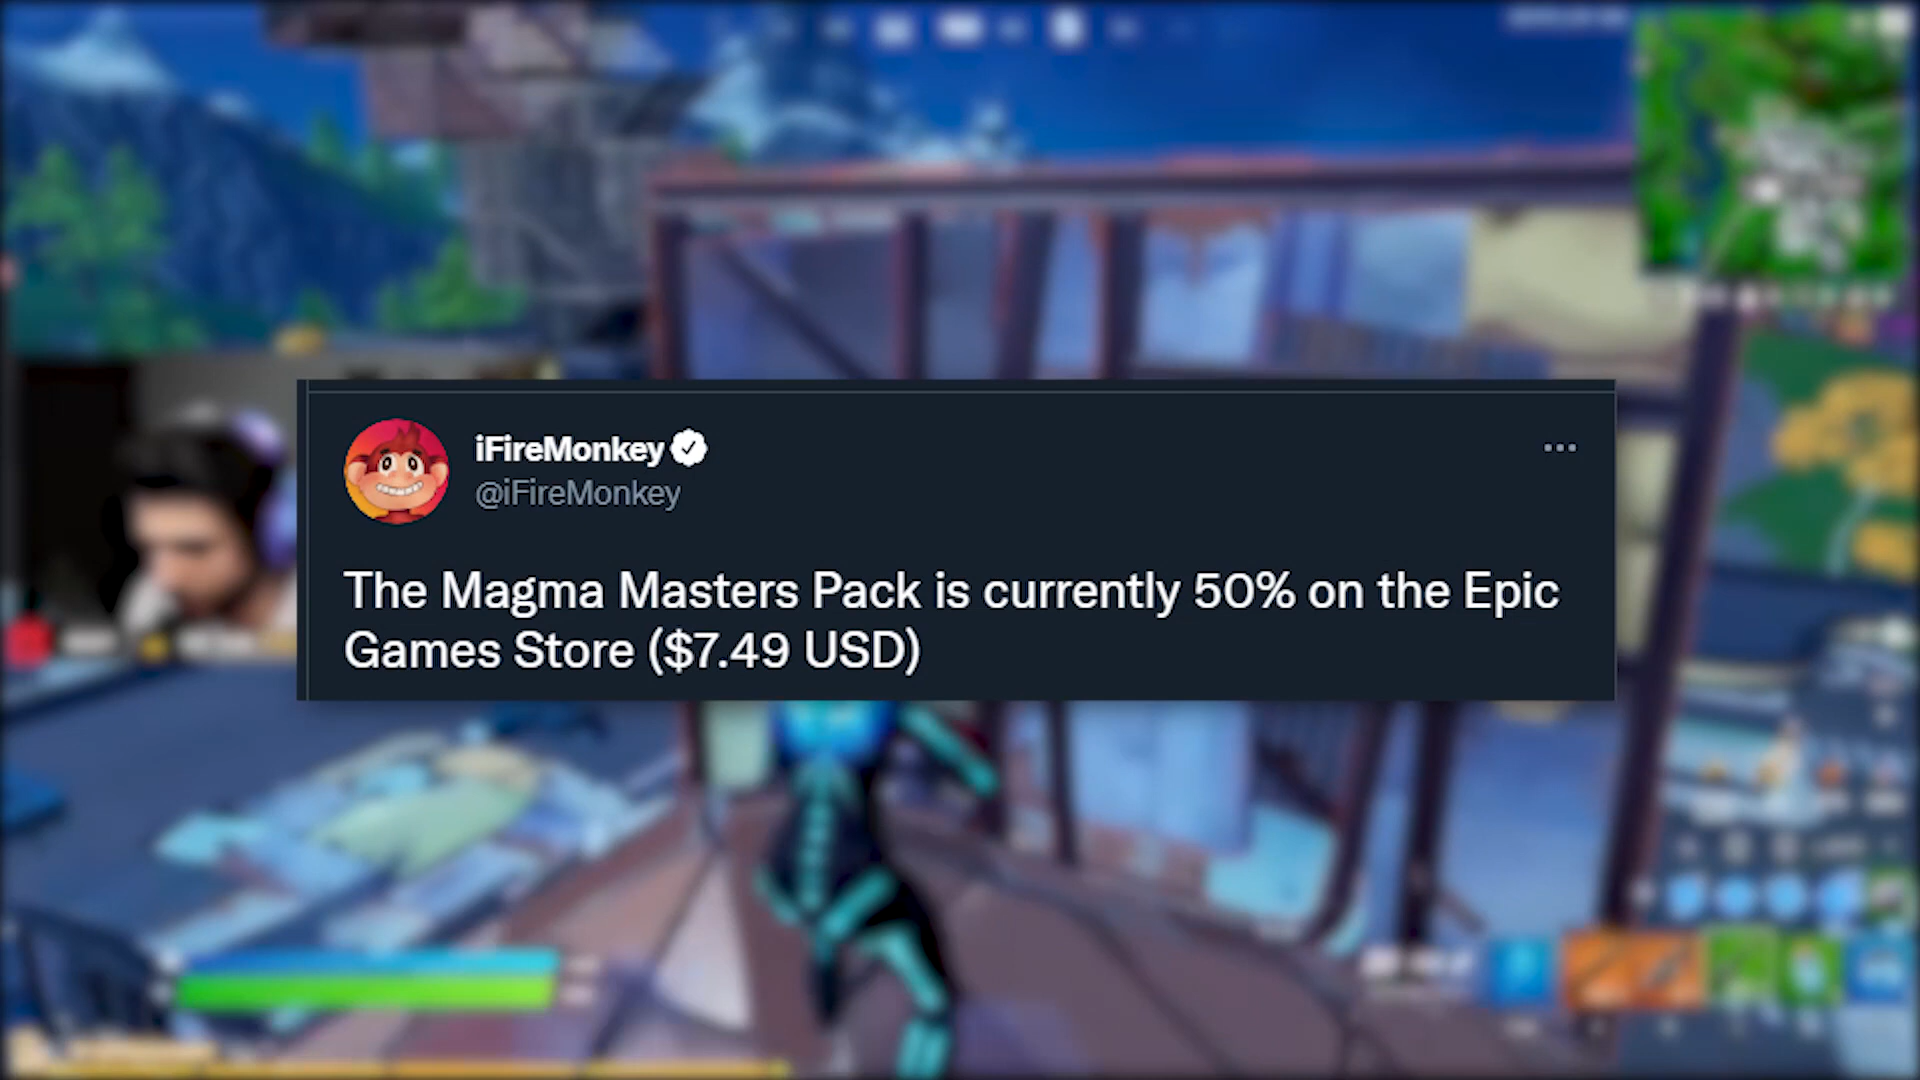 iFireMonkey
@iFireMonkey
The Magma Masters Pack is currently 50% on the Epic
Games Store ($7.49 USD)